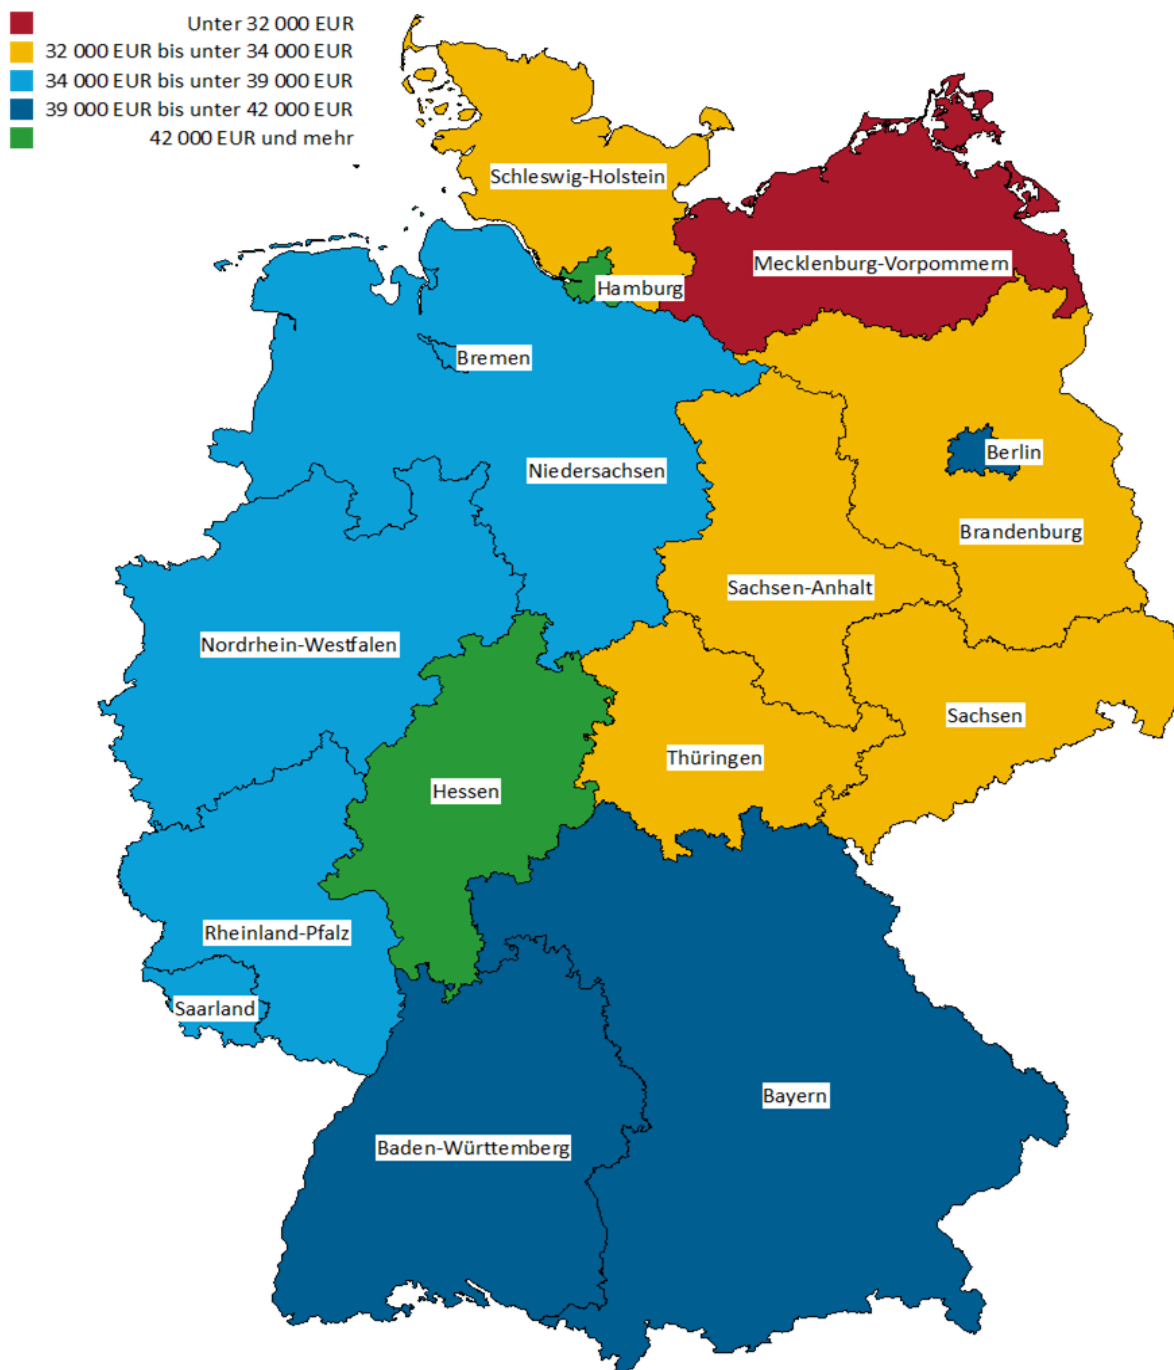 Unter 32 000 EUR
32 000 EUR bis unter 34 000 EUR
34 000 EUR bis unter 39 000 EUR
39 000 EUR bis unter 42 000 EUR
42 000 EUR und mehr
Schleswig-Holstein
Mecklenburg-Vorpommern
Hamburg
Bremen
Berlin
Niedersachsen
Brandenburg
Sachsen-Anhalt
Nordrhein-Westfalen
Sachsen
Thüringen
Hessen
Rheinland-Pfalz
Saarland
Bayern
Baden-Württemberg